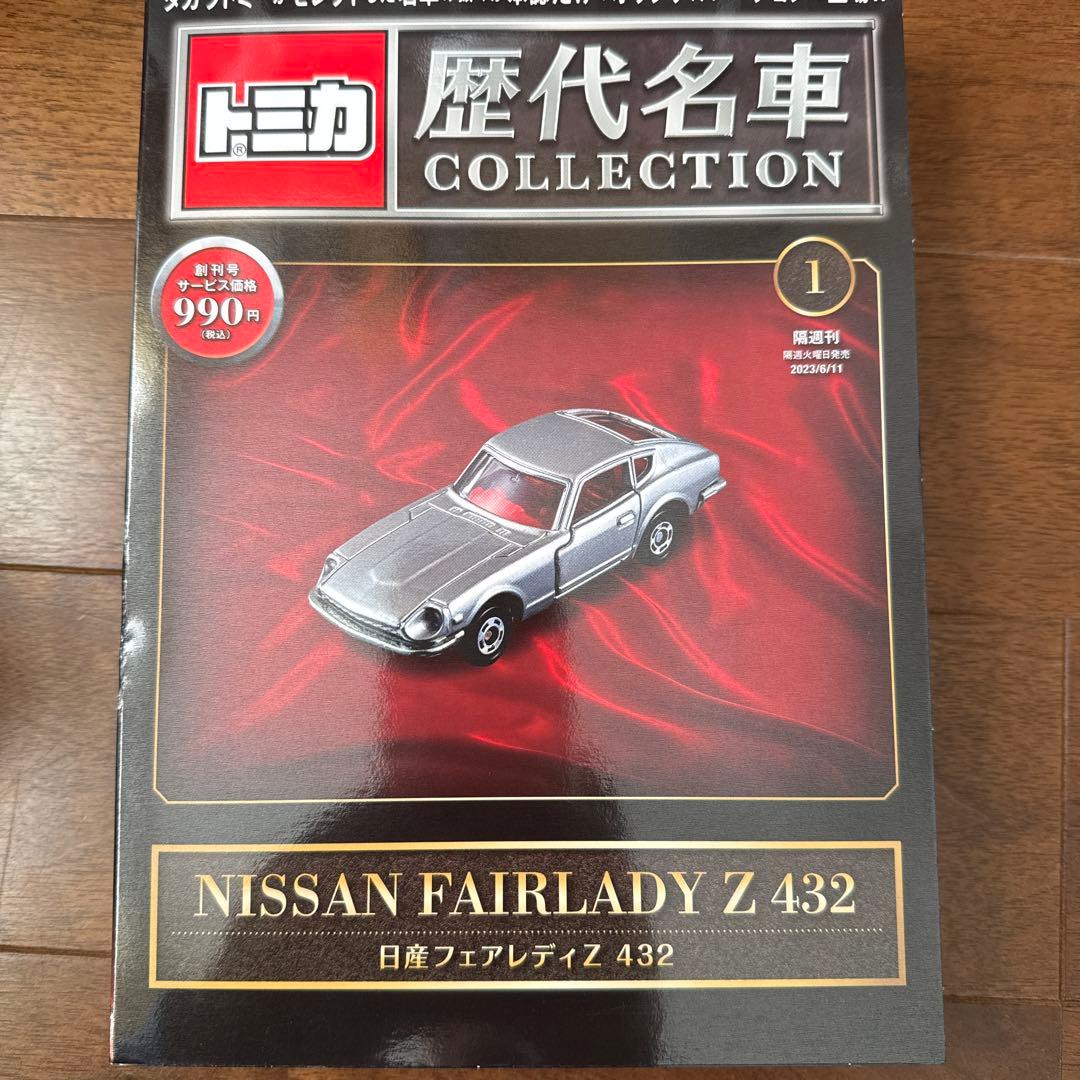 トミカ
®
歴代名車
COLLECTION
創刊号
サービス価格
990円
(税込)
1
隔週刊
隔週火曜日発売
2023/6/11
NISSAN FAIRLADY Z 432
日産フェアレディZ 432